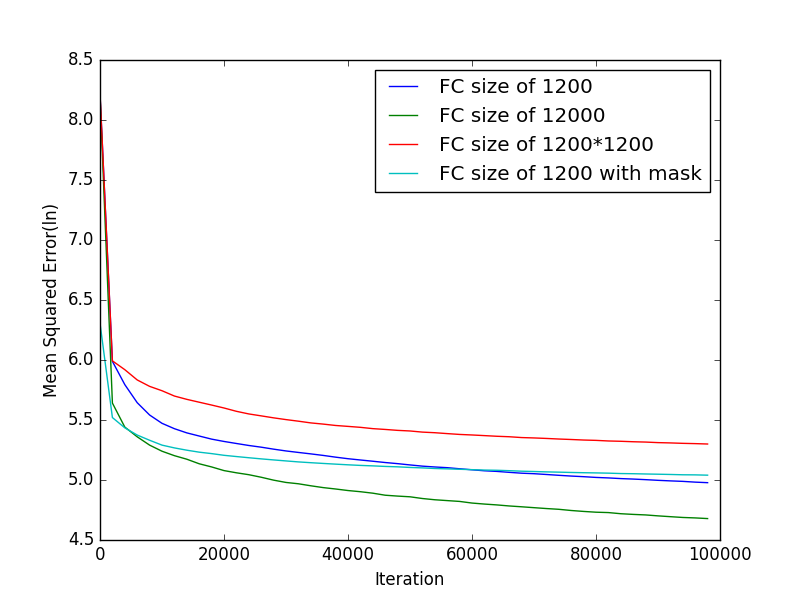 8.5
8.0
7.5
7.0
6.5
6.0
5.5
5.0
4.5
Mean Squared Error(ln)
FC size of 1200
FC size of 12000
FC size of 1200*1200
FC size of 1200 with mask
0 20000 40000 60000 80000 100000
Iteration